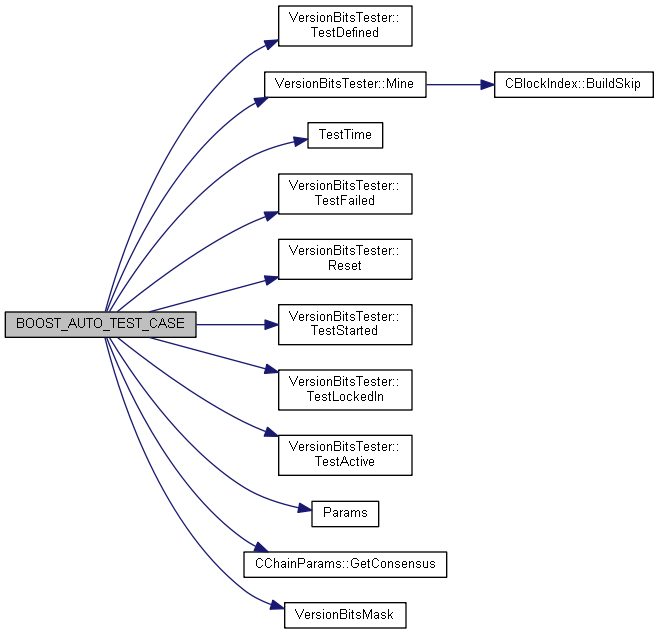 VersionBitsTester::
TestDefined
VersionBitsTester::Mine
CBlockIndex::BuildSkip
TestTime
VersionBitsTester::
TestFailed
VersionBitsTester::
Reset
BOOST_AUTO_TEST_CASE
VersionBitsTester::
TestStarted
VersionBitsTester::
TestLockedIn
VersionBitsTester::
TestActive
Params
CChainParams::GetConsensus
VersionBitsMask